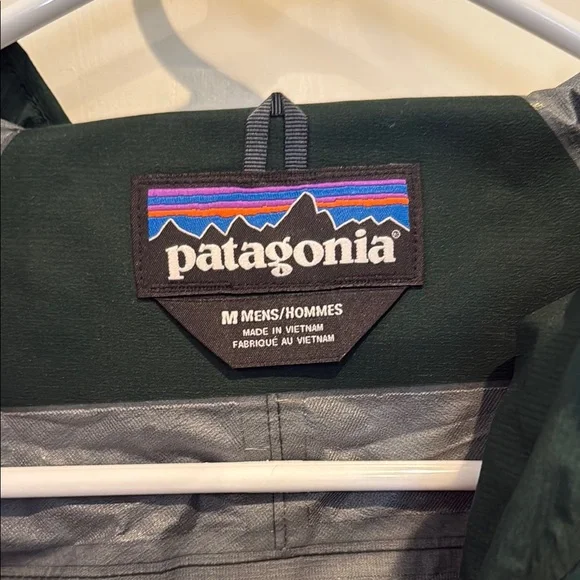 patagonia®
M MENS/HOMMES
MADE IN VIETNAM
FABRIQUÉ AU VIETNAM